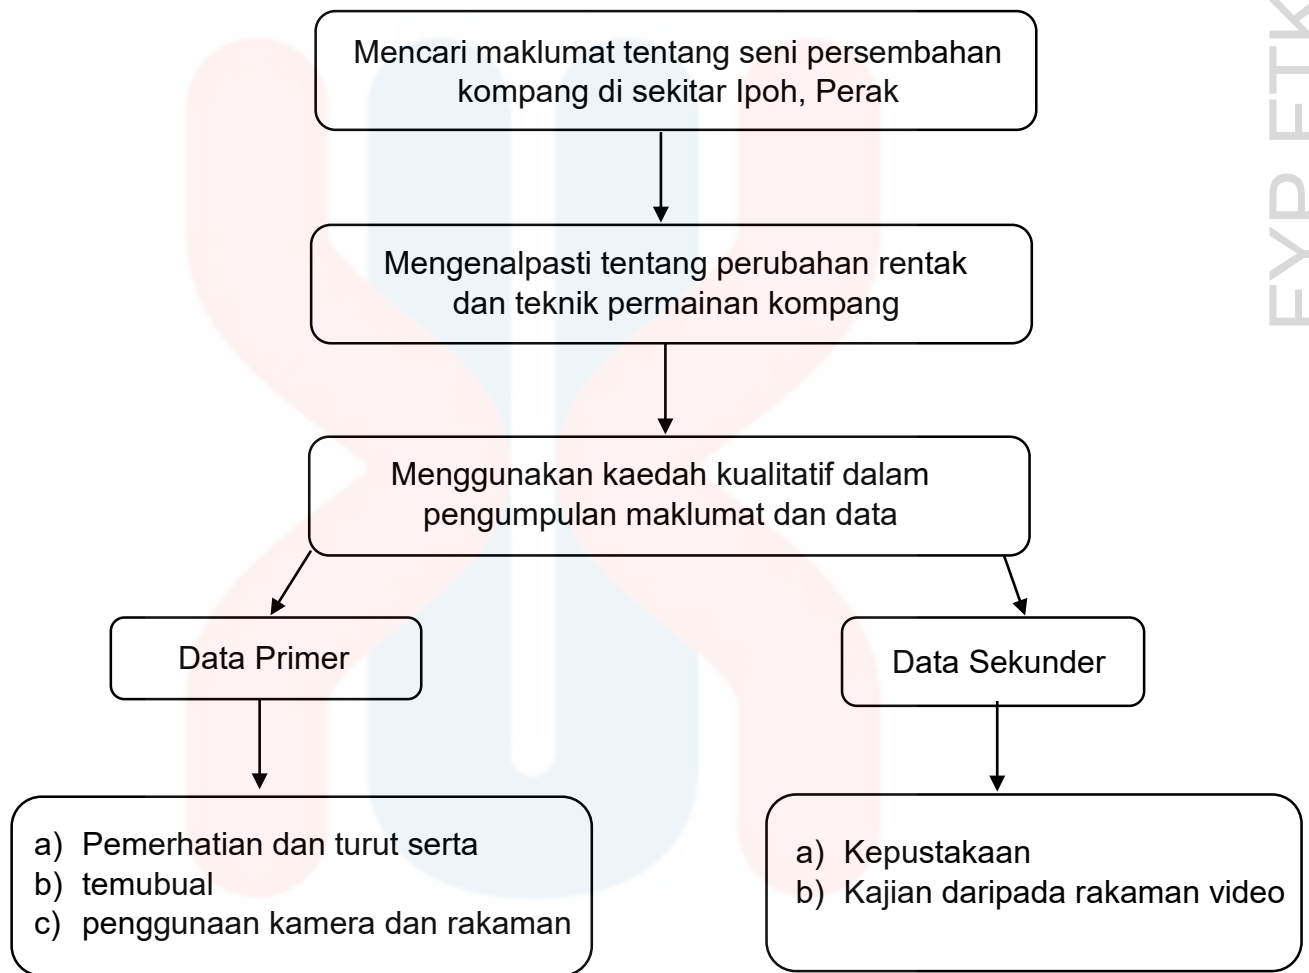 Mencari maklumat tentang seni persembahan
kompang di sekitar Ipoh, Perak
Mengenalpasti tentang perubahan rentak
dan teknik permainan kompang
Menggunakan kaedah kualitatif dalam
pengumpulan maklumat dan data
Data Primer
Data Sekunder
a) Pemerhatian dan turut serta
b) temubual
c) penggunaan kamera dan rakaman
a) Kepustakaan
b) Kajian daripada rakaman video
FYP FTK